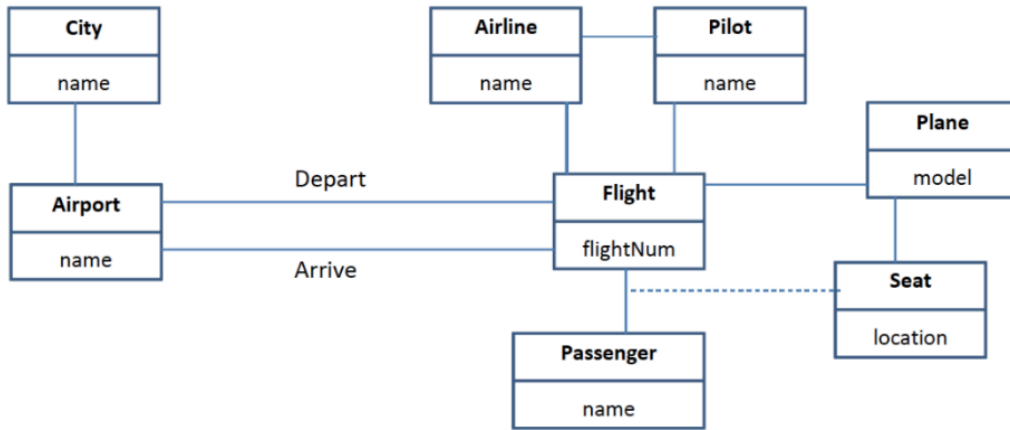 City
name
Airline
name
Pilot
name
Plane
model
Depart
Airport
name
Arrive
Flight
flightNum
Seat
location
Passenger
name